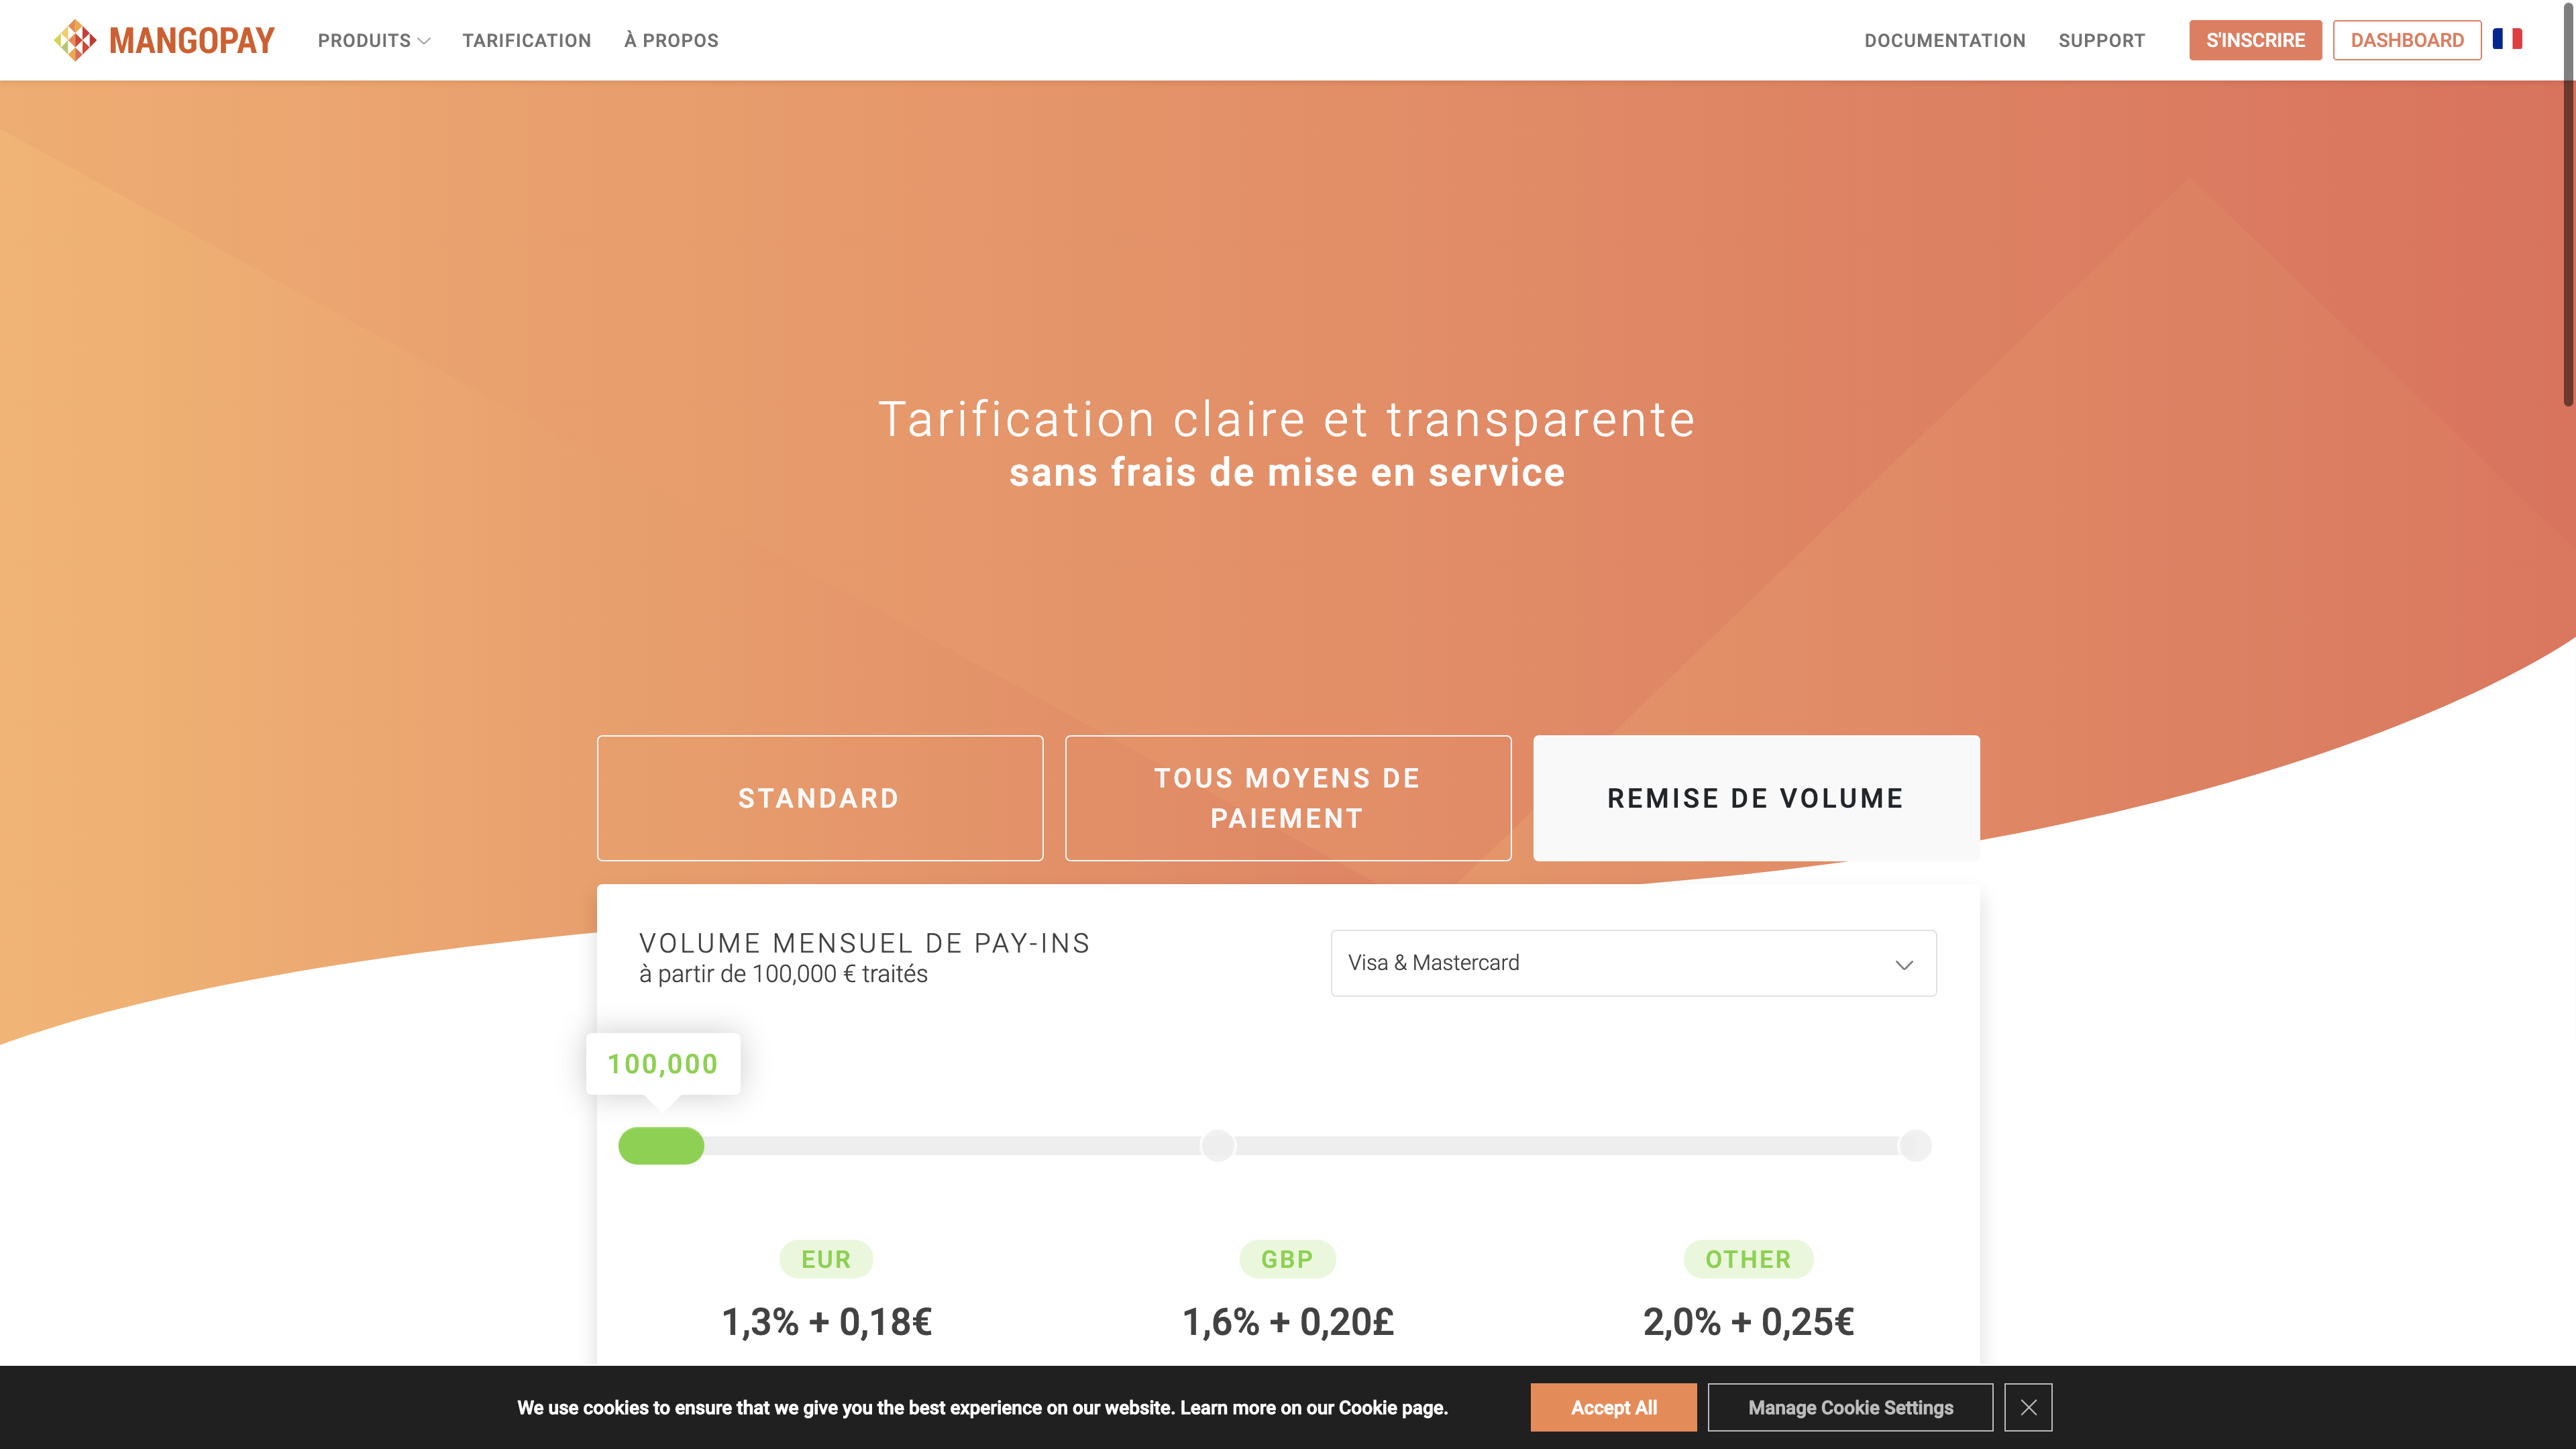 MANGOPAY
PRODUITS
TARIFICATION
À PROPOS
DOCUMENTATION
SUPPORT
S'INSCRIRE
DASHBOARD
Tarification claire et transparente
sans frais de mise en service
STANDARD
TOUS MOYENS DE
PAIEMENT
REMISE DE VOLUME
VOLUME MENSUEL DE PAY-INS
à partir de 100,000 € traités
Visa & Mastercard
100,000
EUR
GBP
OTHER
1,3% + 0,18€
1,6% + 0,20£
2,0% + 0,25€
We use cookies to ensure that we give you the best experience on our website. Learn more on our Cookie page.
Accept All
Manage Cookie Settings